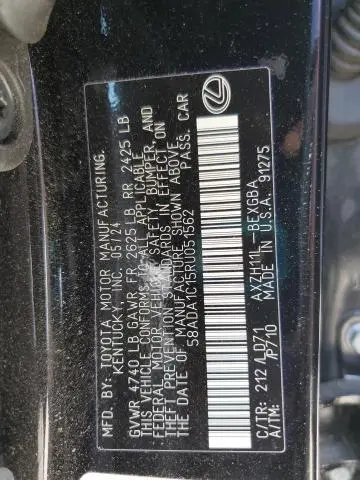 MFD. BY: TOYOTA MOTOR MANUFACTURING.
KENTUCKY, INC. 05/24
GVWR 4740 LB GAWR FR 2625 LB RR 2425 LB
THIS VEHICLE CONFORMS TO ALL APPLICABLE
FEDERAL MOTOR VEHICLE SAFETY, BUMPER, AND
THEFT PREVENTION STANDARDS IN EFFECT ON
THE DATE OF MANUFACTURE SHOWN ABOVE.
58ADA1C15RU051562 PASS. CAR
C/TR: 212 /LDZ1 AXZH11L -BEXGBA
/P710 MADE IN U.S.A. 91275